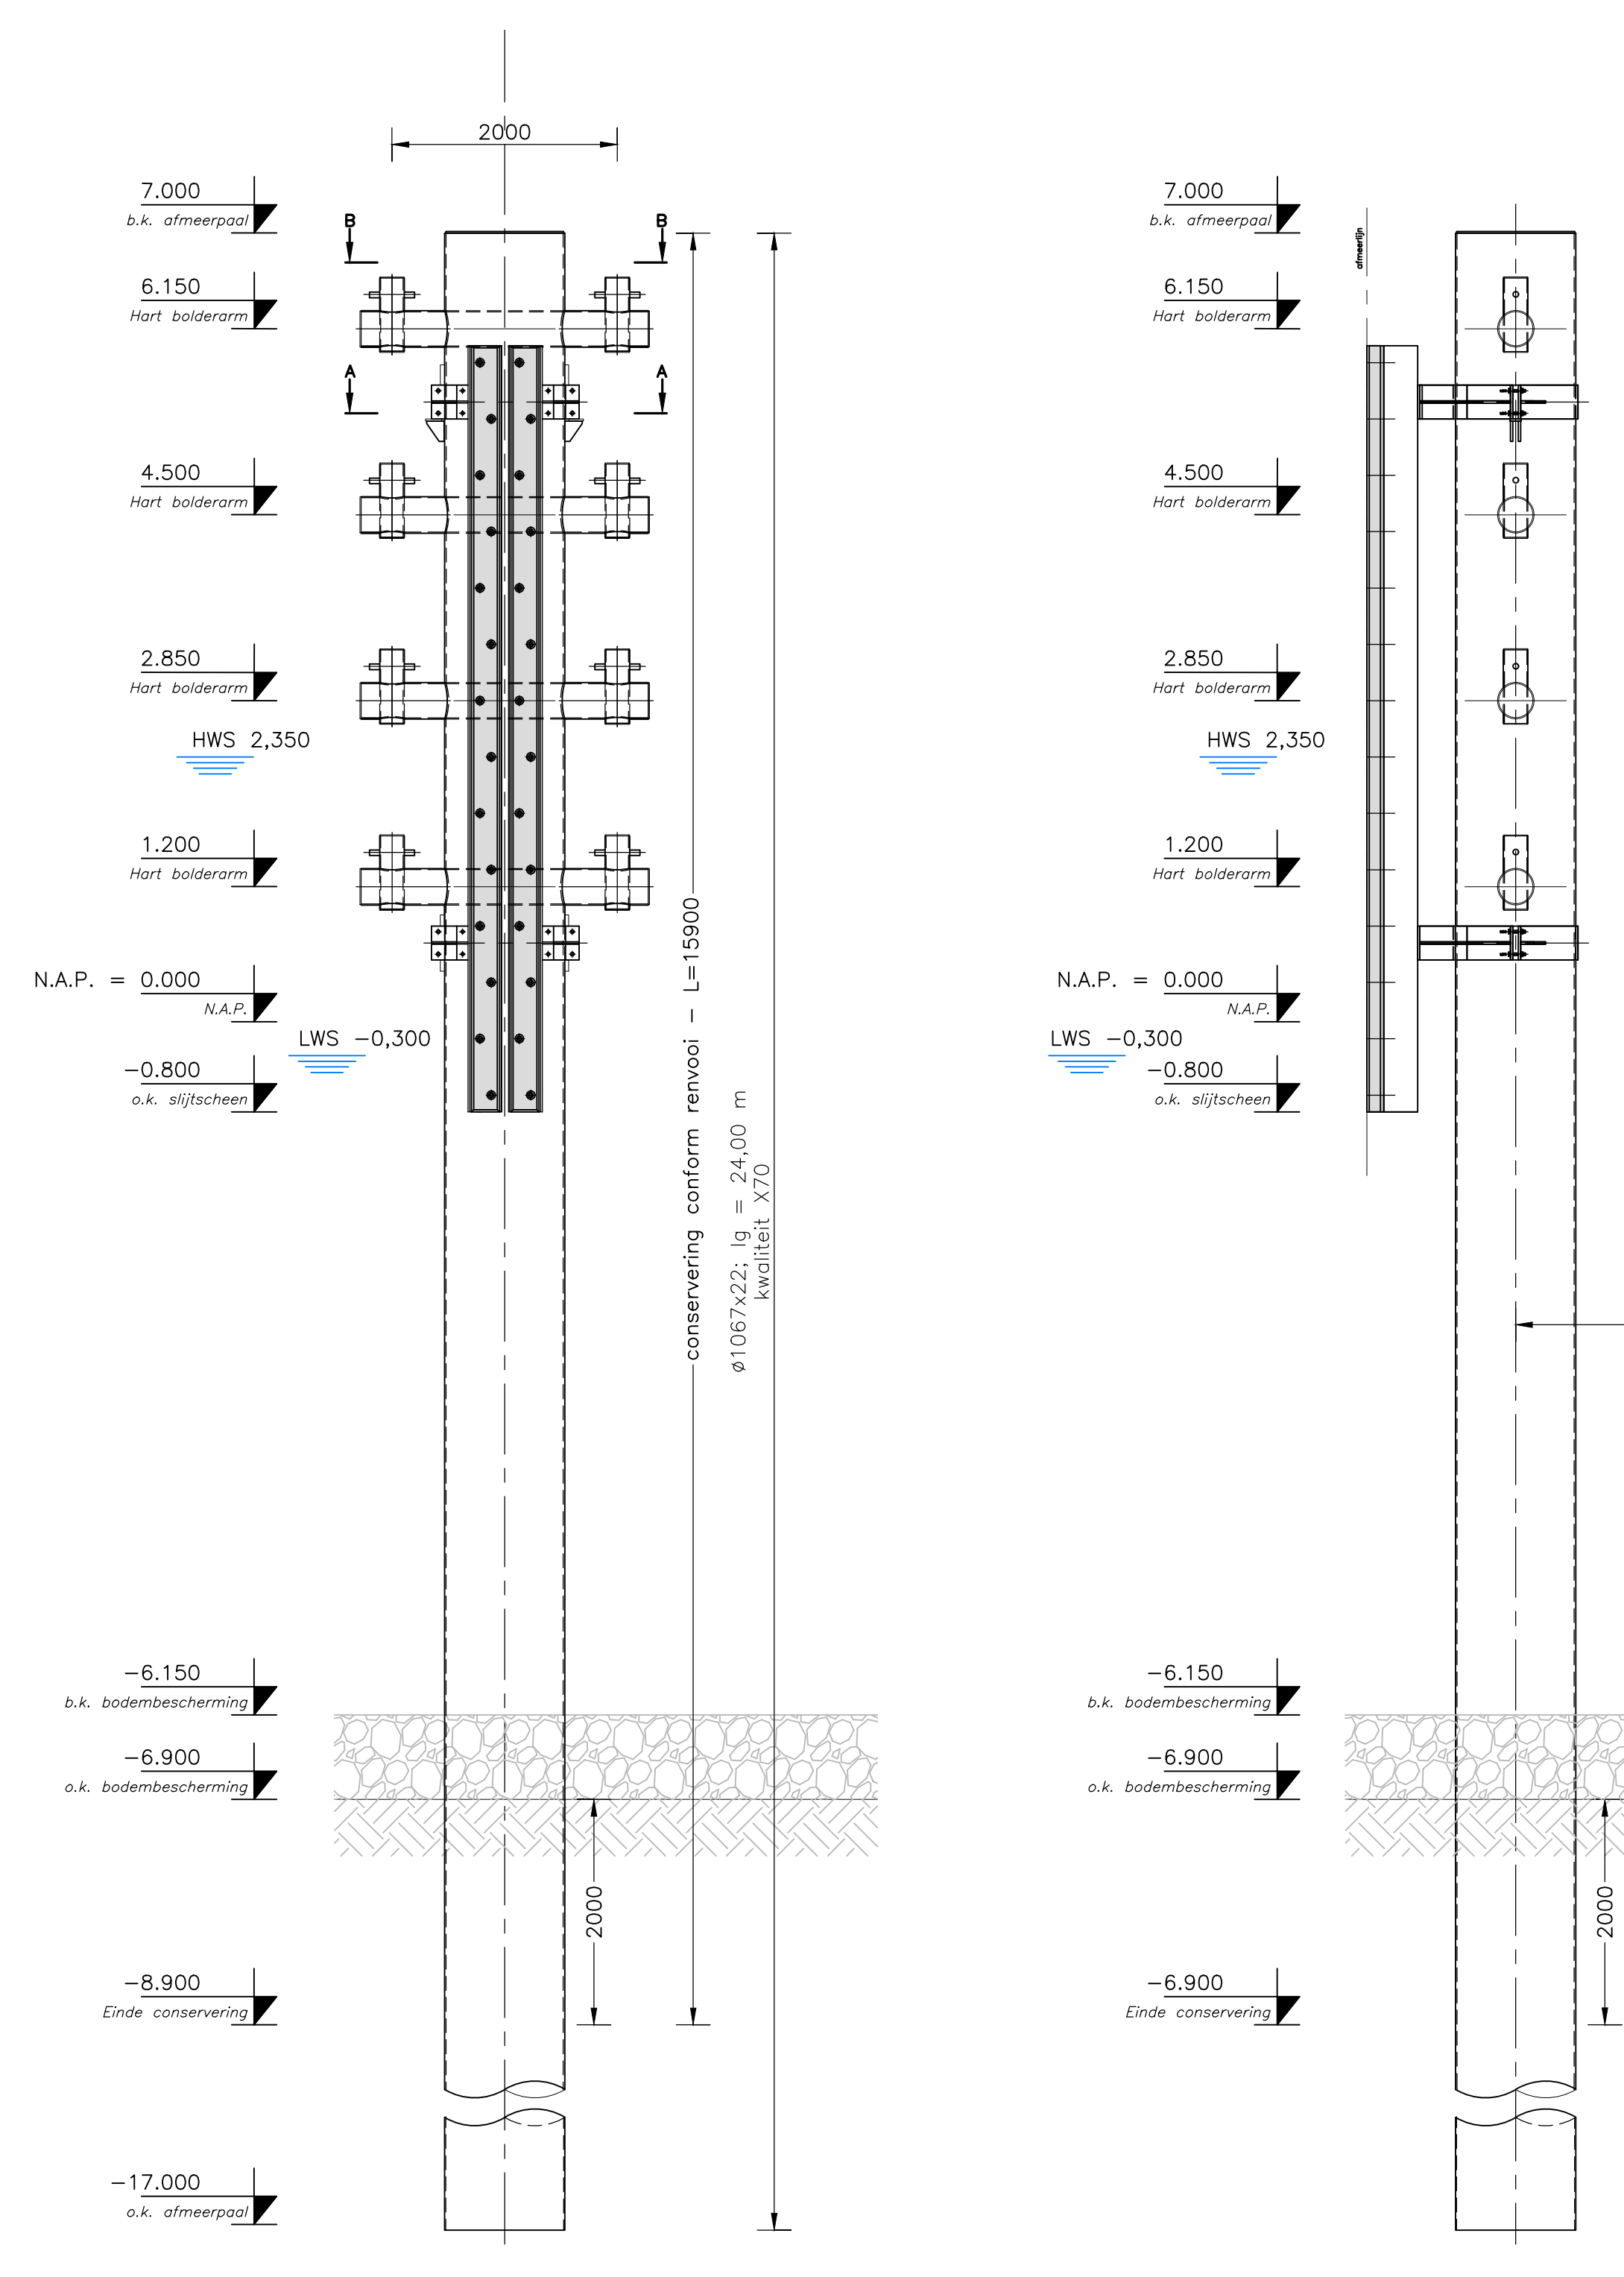 2000
7.000
b.k. afmeerpaal
B
B
6.150
Hart bolderarm
A
A
4.500
Hart bolderarm
2.850
Hart bolderarm
HWS 2,350
1.200
Hart bolderarm
N.A.P. = 0.000
N.A.P.
LWS -0,300
-0.800
o.k. slijtscheen
conservering conform renvooi - L=15900
ø1067x22; lg = 24,00 m
kwaliteit X70
-6.150
b.k. bodembescherming
-6.900
o.k. bodembescherming
2000
-8.900
Einde conservering
-17.000
o.k. afmeerpaal
7.000
b.k. afmeerpaal
afmeerlijn
6.150
Hart bolderarm
4.500
Hart bolderarm
2.850
Hart bolderarm
HWS 2,350
1.200
Hart bolderarm
N.A.P. = 0.000
N.A.P.
LWS -0,300
-0.800
o.k. slijtscheen
-6.150
b.k. bodembescherming
-6.900
o.k. bodembescherming
2000
-6.900
Einde conservering